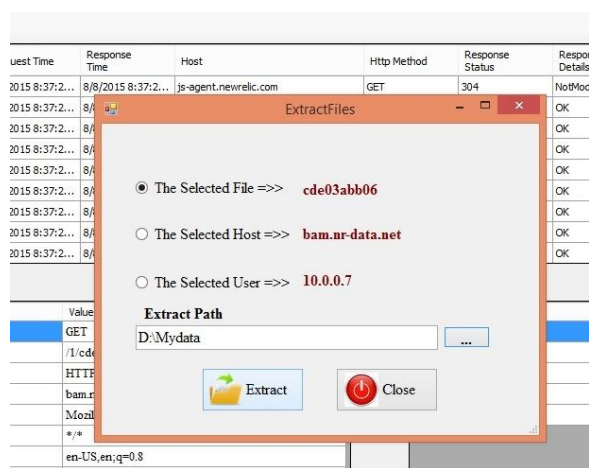 uest Time Response Time Host Http Method Response Status Respo Details
2015 8:37:2... 8/8/2015 8:37:2... js-agent.newrelic.com GET 304 NotMod
2015 8:37:2... 8/ ExtractFiles OK
2015 8:37:2... 8/ OK
2015 8:37:2... 8/ OK
2015 8:37:2... 8/ OK
2015 8:37:2... 8/ The Selected File =>> cde03abb06 OK
2015 8:37:2... 8/ OK
2015 8:37:2... 8/ The Selected Host =>> bam.nr-data.net OK
2015 8:37:2... 8/ OK
The Selected User =>> 10.0.0.7
Value
Extract Path
GET
D:\Mydata ...
/1/cde
HTTP
bam.n
Extract Close
Mozil
*/*
en-US,en;q=0.8